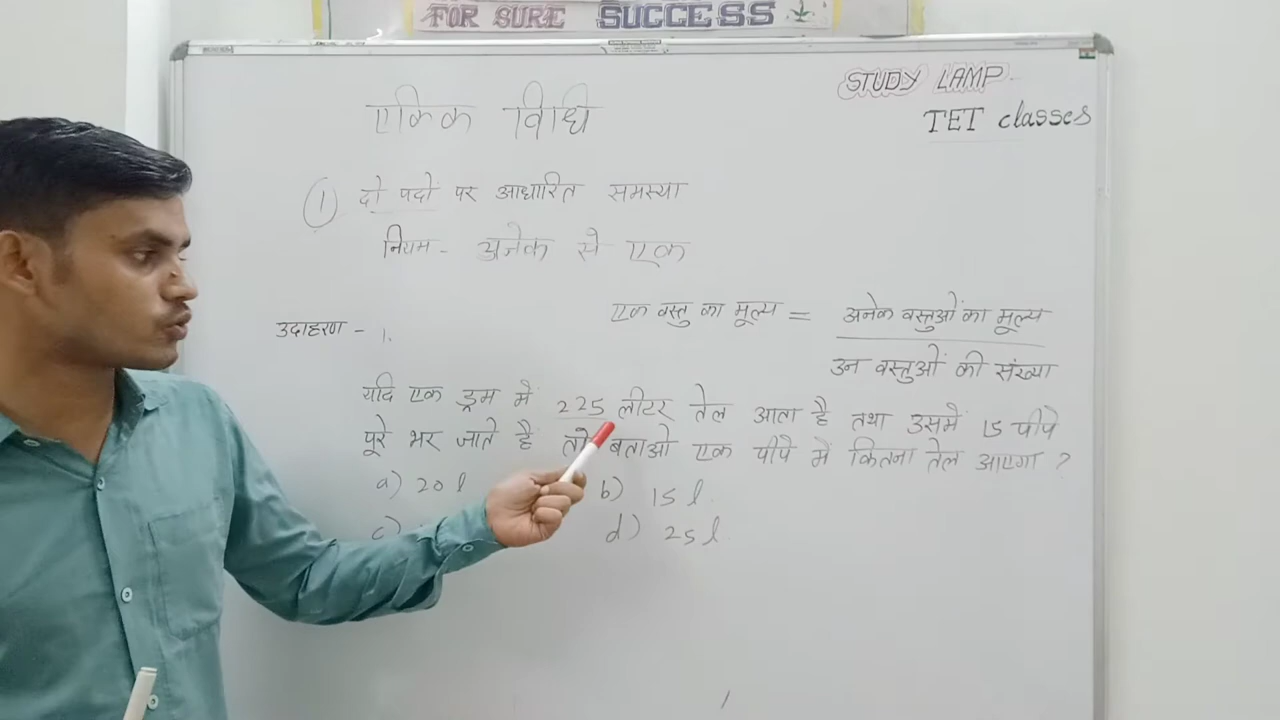 FOR SURE SUCCESS
STUDY LAMP
TET classes
एकिक विधि
1 दो पदो पर आधारित समस्या
नियम - अनेक से एक
एक वस्तु का मूल्य = अनेक वस्तुओं का मूल्य
उन वस्तुओं की संख्या
उदाहरण - 1.
यदि एक ड्रम में 225 लीटर तेल आता है तथा उसमें 15 पीपे
पूरे भर जाते है तो बताओ एक पीपे में कितना तेल आएगा ?
a) 20 l b) 15 l.
c) d) 25 l.